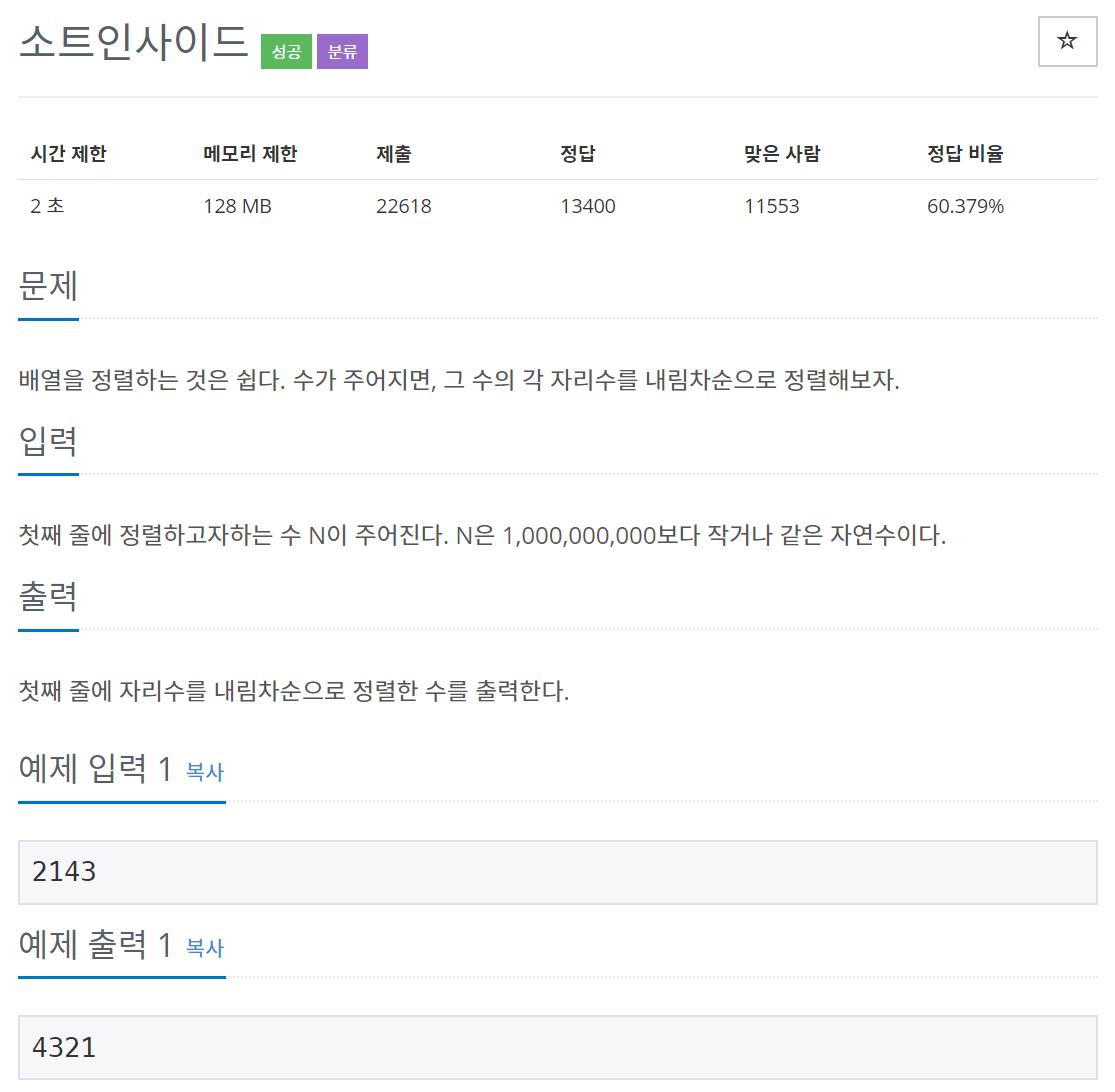 소트인사이드 성공 분류 ☆
시간 제한 메모리 제한 제출 정답 맞은 사람 정답 비율
2 초 128 MB 22618 13400 11553 60.379%
문제
배열을 정렬하는 것은 쉽다. 수가 주어지면, 그 수의 각 자리수를 내림차순으로 정렬해보자.
입력
첫째 줄에 정렬하고자하는 수 N이 주어진다. N은 1,000,000,000보다 작거나 같은 자연수이다.
출력
첫째 줄에 자리수를 내림차순으로 정렬한 수를 출력한다.
예제 입력 1 복사
2143
예제 출력 1 복사
4321